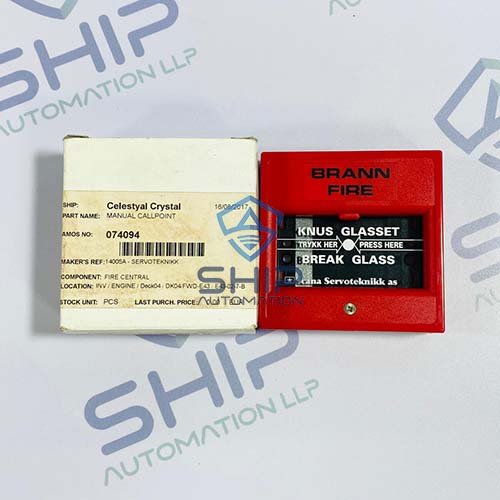 SHIP
AUTOMATION LLP
SHIP: Celestyal Crystal 16/08/2017
PART NAME: MANUAL CALLPOINT
AMOS NO: 074094
MAKER'S REF: 14005A - SERVOTEKNIKK
COMPONENT: FIRE CENTRAL
LOCATION: INV / ENGINE / Deck04 / DK04/FWD
STOCK UNIT: PCS LAST PURCH. PRICE:
BRANN
FIRE
KNUS GLASSET
TRYKK HER PRESS HERE
BREAK GLASS
Servoteknikk as
SHIP
AUTOMATION LLP
SHIP
AUTOMATION LLP